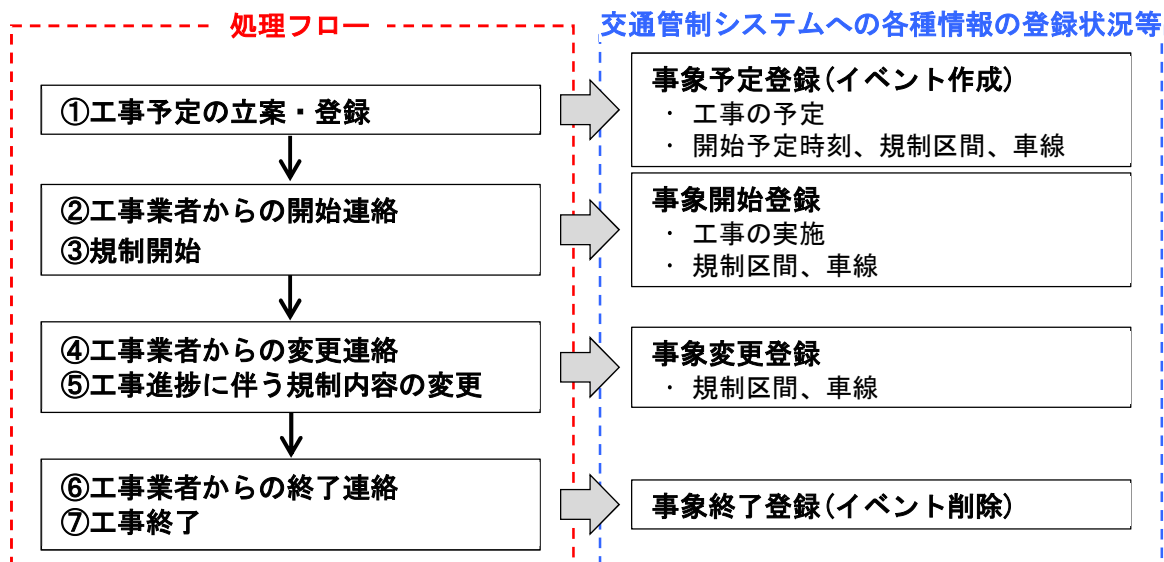 処理フロー
交通管制システムへの各種情報の登録状況等
①工事予定の立案・登録
事象予定登録(イベント作成)
・ 工事の予定
・ 開始予定時刻、規制区間、車線
②工事業者からの開始連絡
③規制開始
事象開始登録
・ 工事の実施
・ 規制区間、車線
④工事業者からの変更連絡
⑤工事進捗に伴う規制内容の変更
事象変更登録
・ 規制区間、車線
⑥工事業者からの終了連絡
⑦工事終了
事象終了登録(イベント削除)